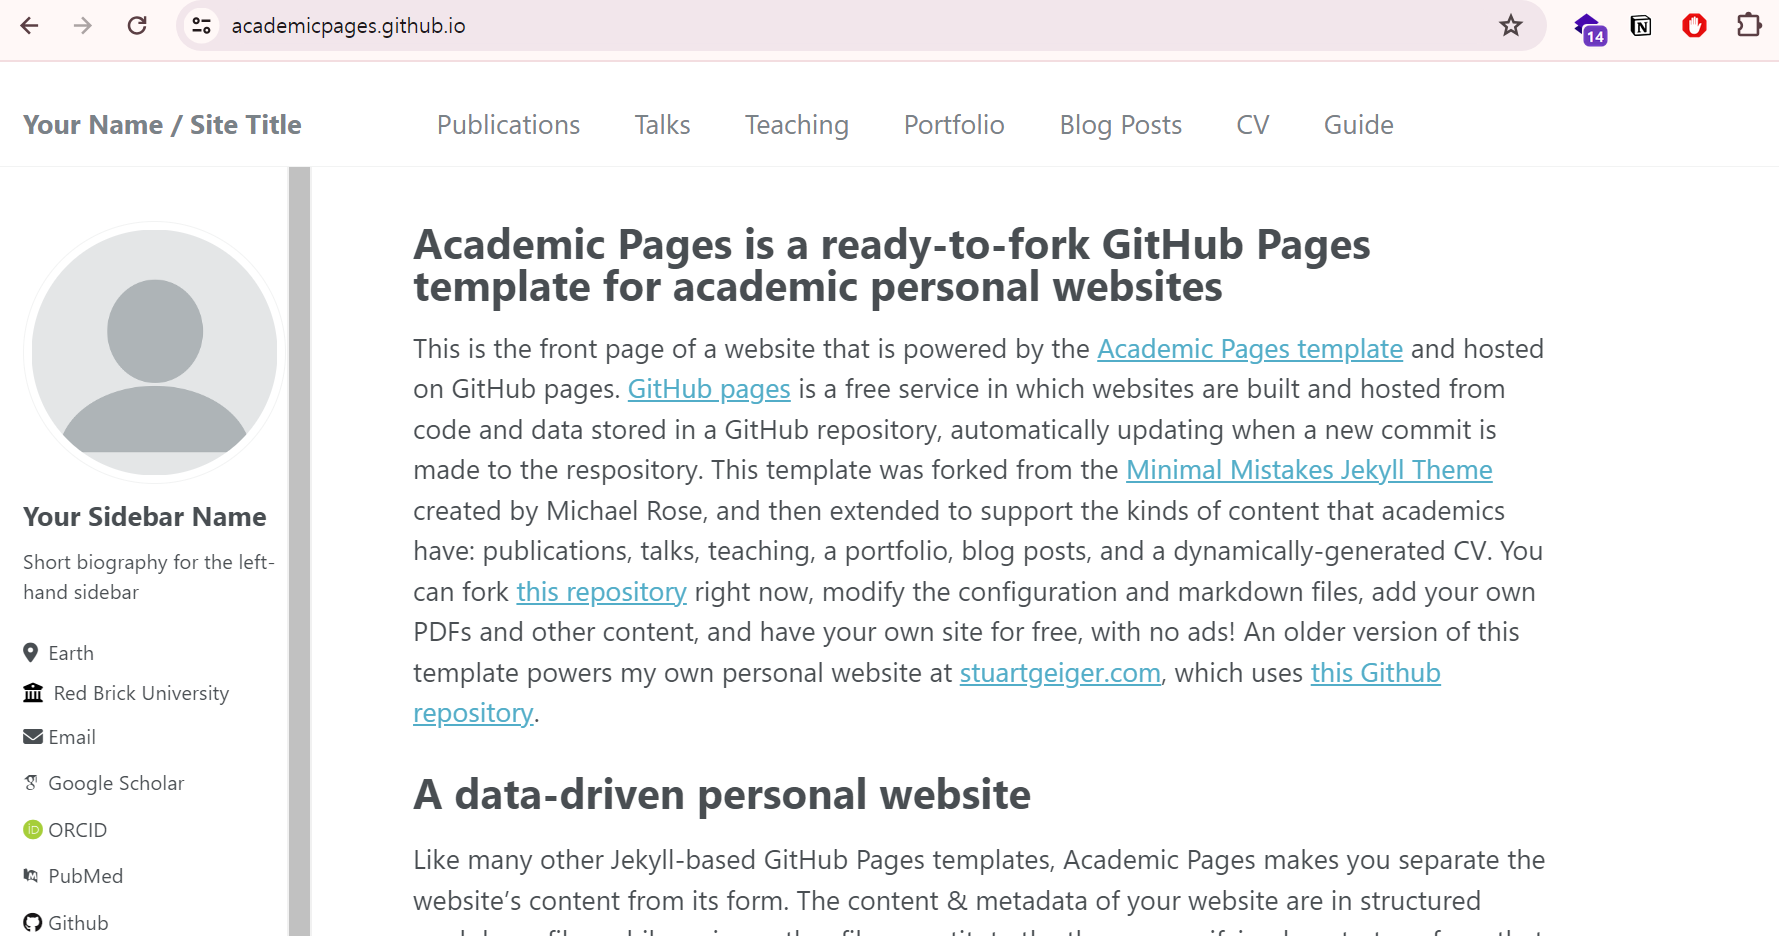 academicpages.github.io
14
Your Name / Site Title
Publications
Talks
Teaching
Portfolio
Blog Posts
CV
Guide
Your Sidebar Name
Short biography for the left-
hand sidebar
Earth
Red Brick University
Email
Google Scholar
ORCID
PubMed
Github
Academic Pages is a ready-to-fork GitHub Pages
template for academic personal websites
This is the front page of a website that is powered by the Academic Pages template and hosted
on GitHub pages. GitHub pages is a free service in which websites are built and hosted from
code and data stored in a GitHub repository, automatically updating when a new commit is
made to the respository. This template was forked from the Minimal Mistakes Jekyll Theme
created by Michael Rose, and then extended to support the kinds of content that academics
have: publications, talks, teaching, a portfolio, blog posts, and a dynamically-generated CV. You
can fork this repository right now, modify the configuration and markdown files, add your own
PDFs and other content, and have your own site for free, with no ads! An older version of this
template powers my own personal website at stuartgeiger.com, which uses this Github
repository.
A data-driven personal website
Like many other Jekyll-based GitHub Pages templates, Academic Pages makes you separate the
website’s content from its form. The content & metadata of your website are in structured